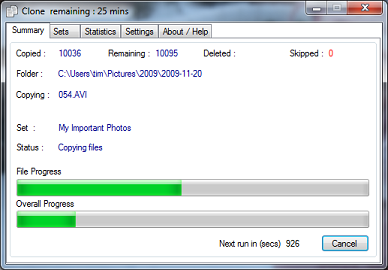 Clone remaining : 25 mins
Summary Sets Statistics Settings About / Help
Copied : 10036 Remaining : 10095 Deleted : Skipped : 0
Folder : C:\Users\tim\Pictures\2009\2009-11-20
Copying : 054.AVI
Set : My Important Photos
Status : Copying files
File Progress
Overall Progress
Next run in (secs) 926 Cancel